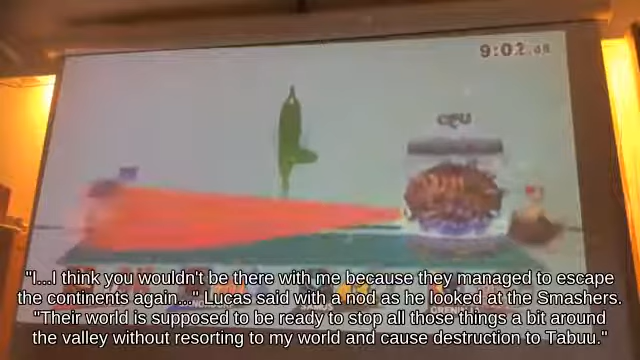 9:02.48
CPU
"I...I think you wouldn't be there with me because they managed to escape
the continents again...".Lucas said with a nod as he looked at the Smashers.
"Their world is supposed to be ready to stop all those things a bit around
the valley without resorting to my world and cause destruction to Tabuu."